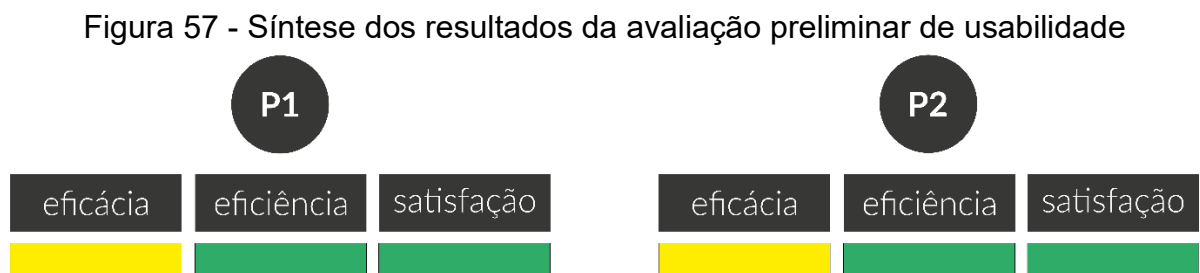 Figura 57 - Síntese dos resultados da avaliação preliminar de usabilidade
P1 P2
eficácia eficiência satisfação eficácia eficiência satisfação